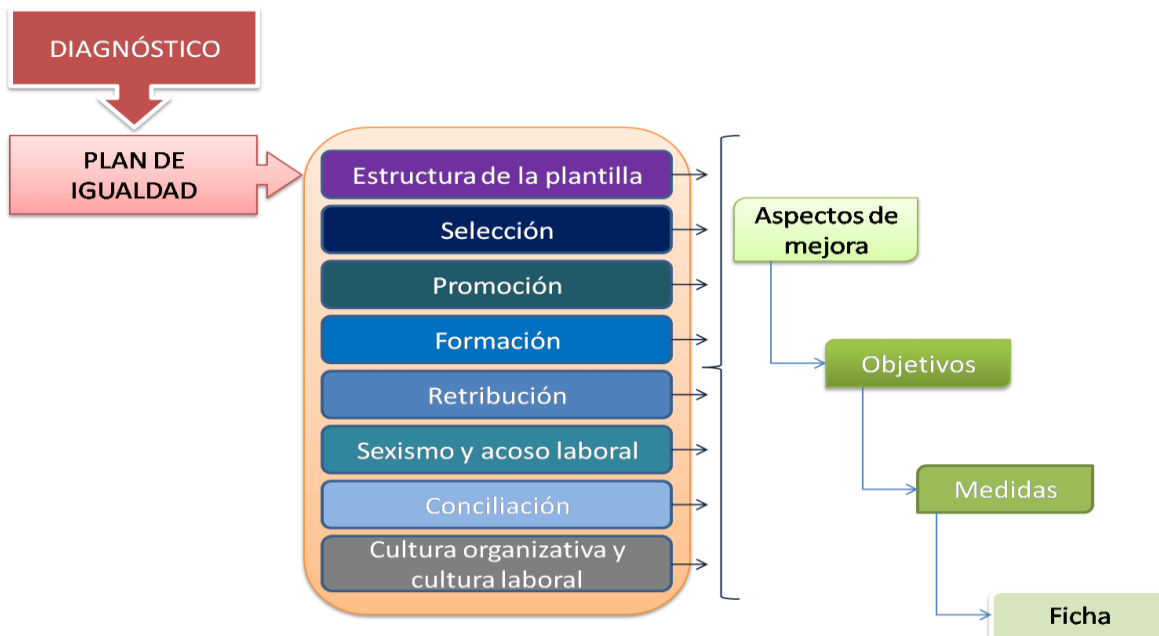 DIAGNÓSTICO
PLAN DE
IGUALDAD
Estructura de la plantilla
Selección
Promoción
Formación
Retribución
Sexismo y acoso laboral
Conciliación
Cultura organizativa y
cultura laboral
Aspectos de
mejora
Objetivos
Medidas
Ficha